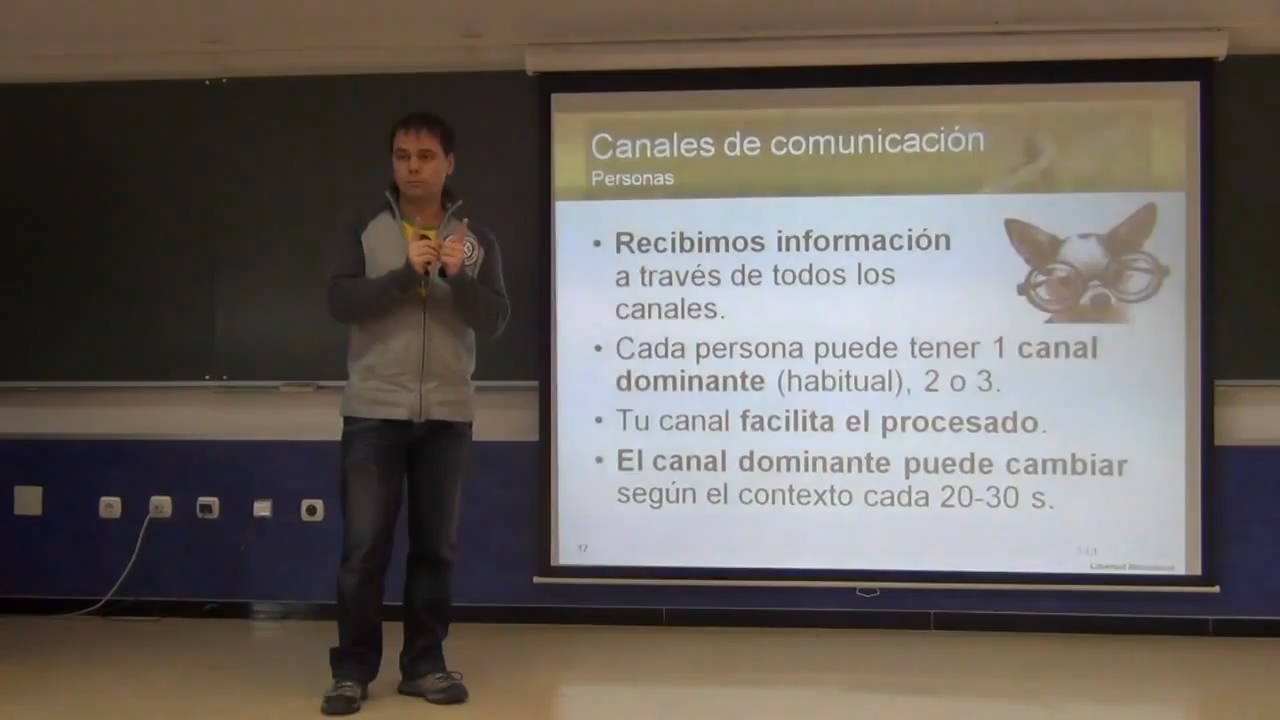 Canales de comunicación
Personas
• Recibimos información
a través de todos los
canales.
• Cada persona puede tener 1 canal
dominante (habitual), 2 o 3.
• Tu canal facilita el procesado.
• El canal dominante puede cambiar
según el contexto cada 20-30 s.
17
Libertad